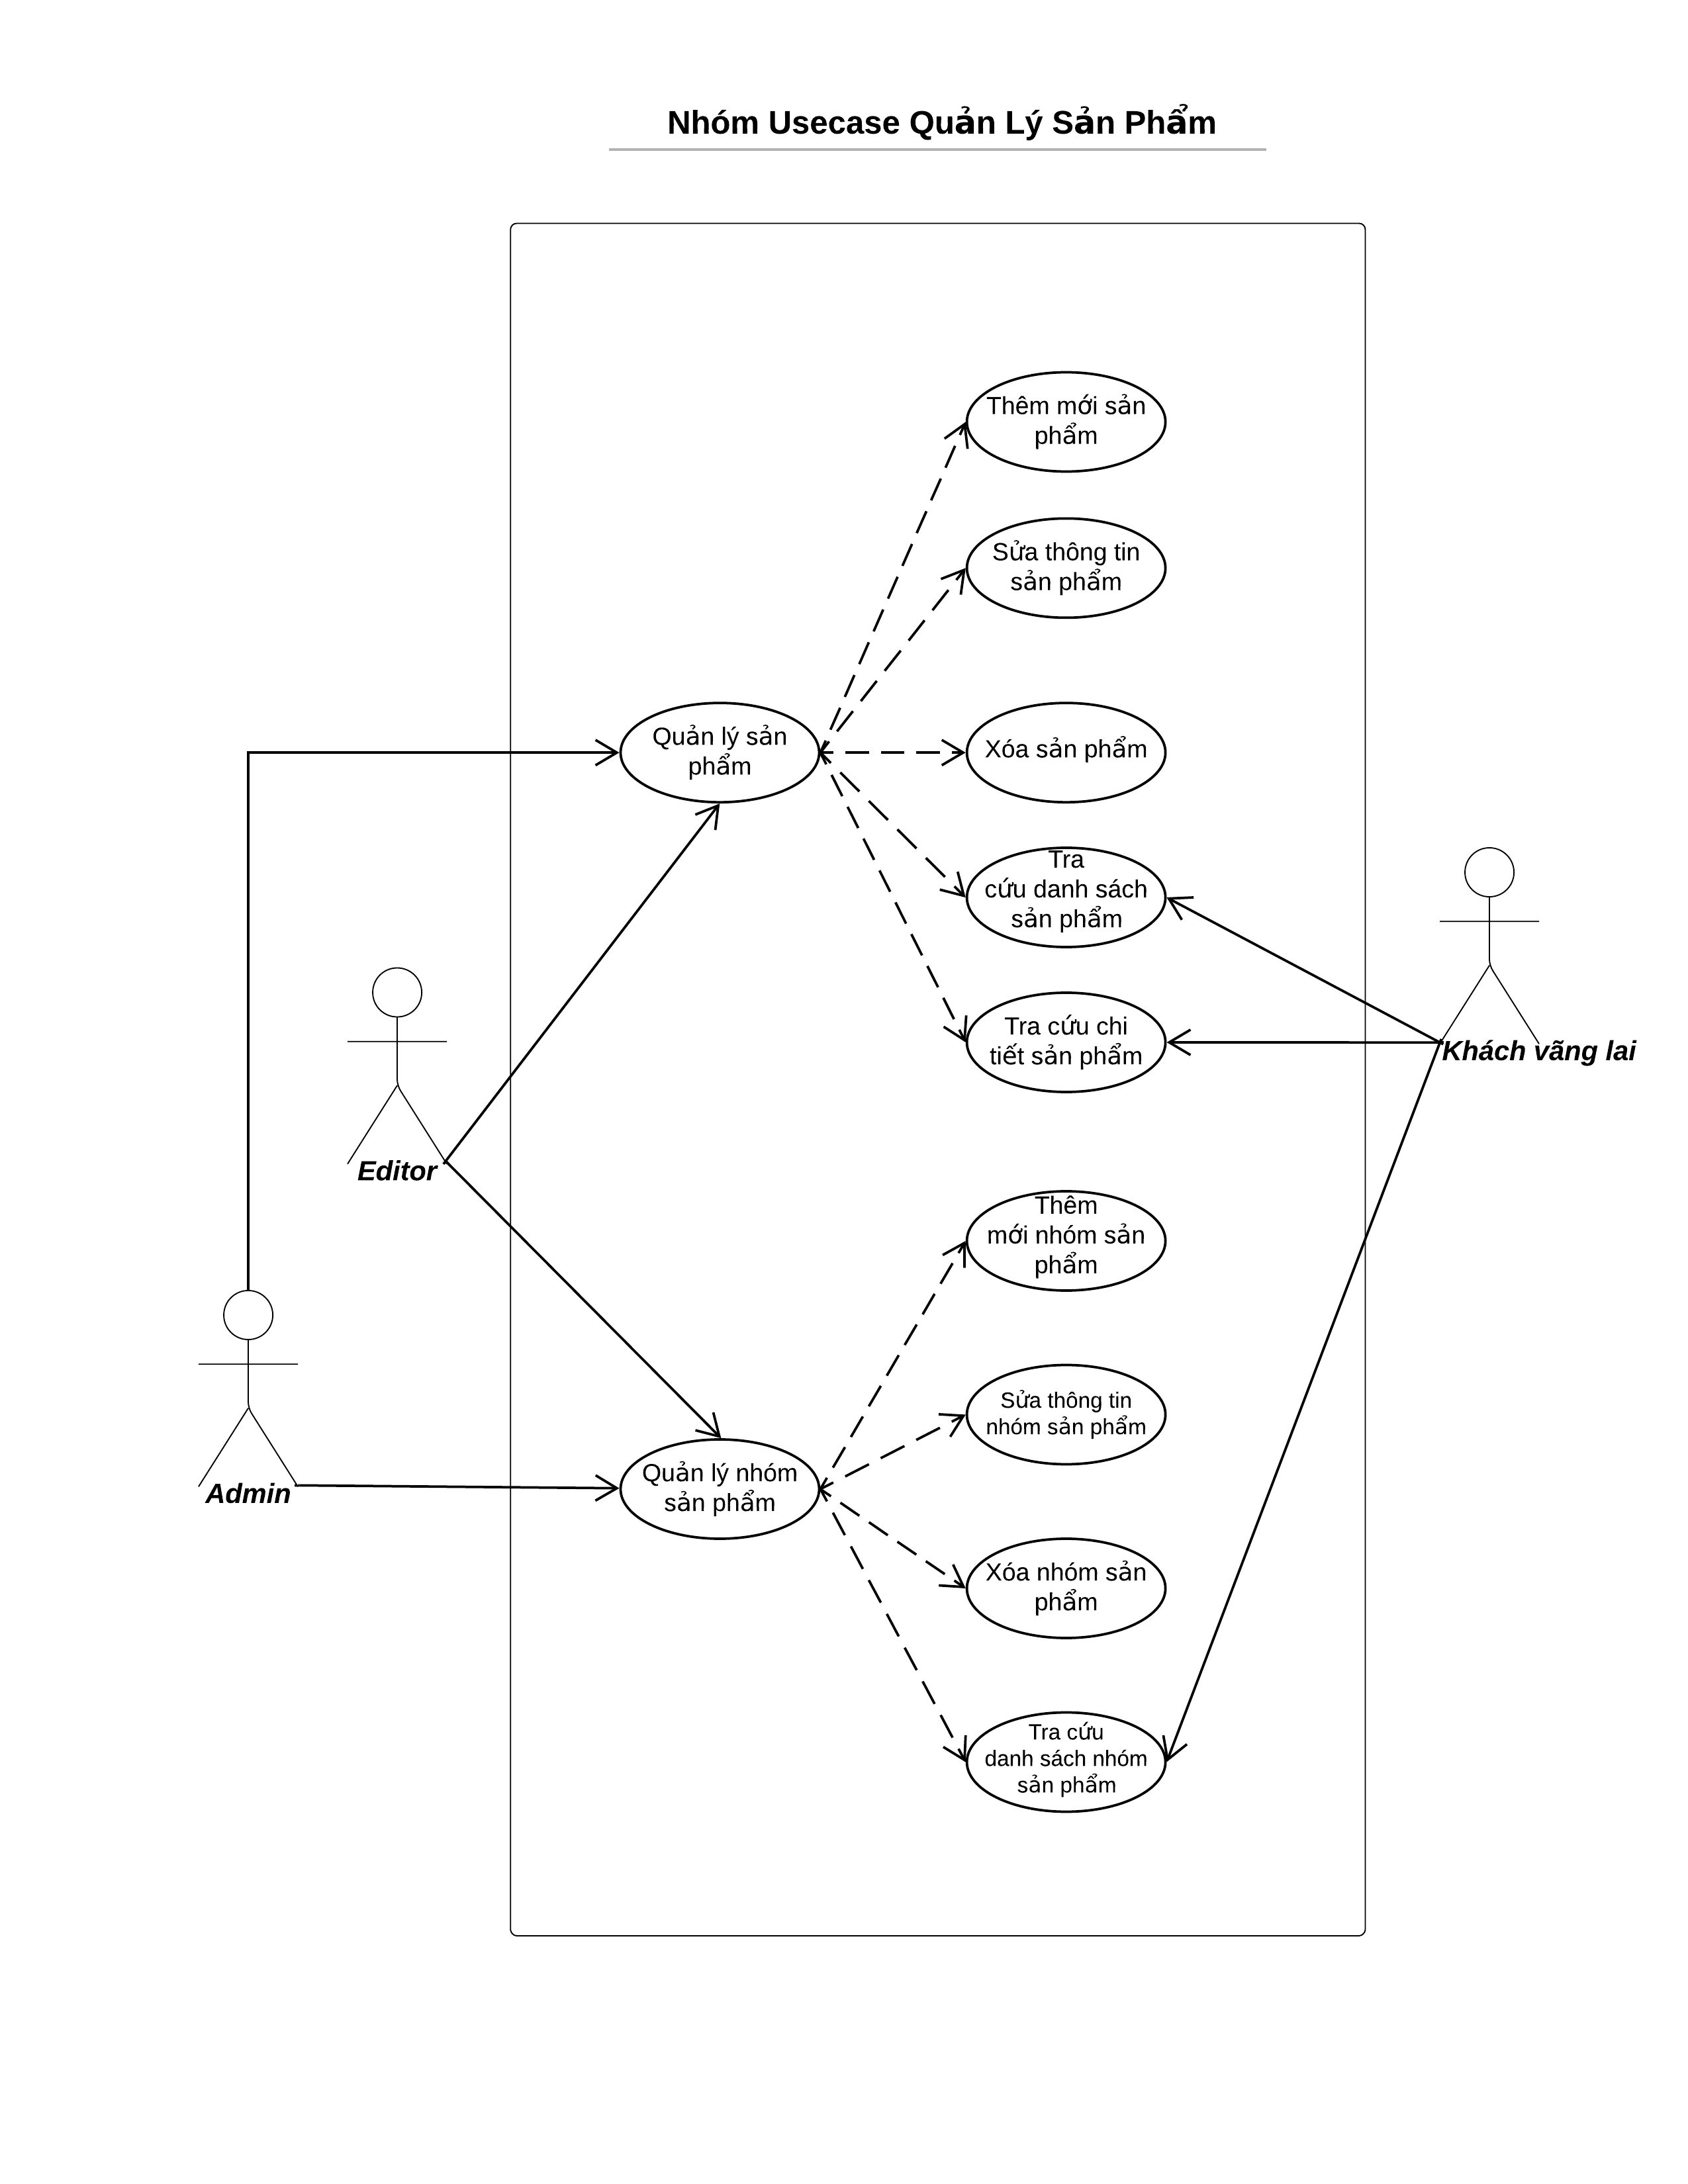 Nhóm Usecase Quản Lý Sản Phẩm
Thêm mới sản
phẩm
Sửa thông tin
sản phẩm
Quản lý sản
phẩm
Xóa sản phẩm
Tra
cứu danh sách
sản phẩm
Tra cứu chi
tiết sản phẩm
Khách vãng lai
Editor
Thêm
mới nhóm sản
phẩm
Sửa thông tin
nhóm sản phẩm
Quản lý nhóm
sản phẩm
Admin
Xóa nhóm sản
phẩm
Tra cứu
danh sách nhóm
sản phẩm